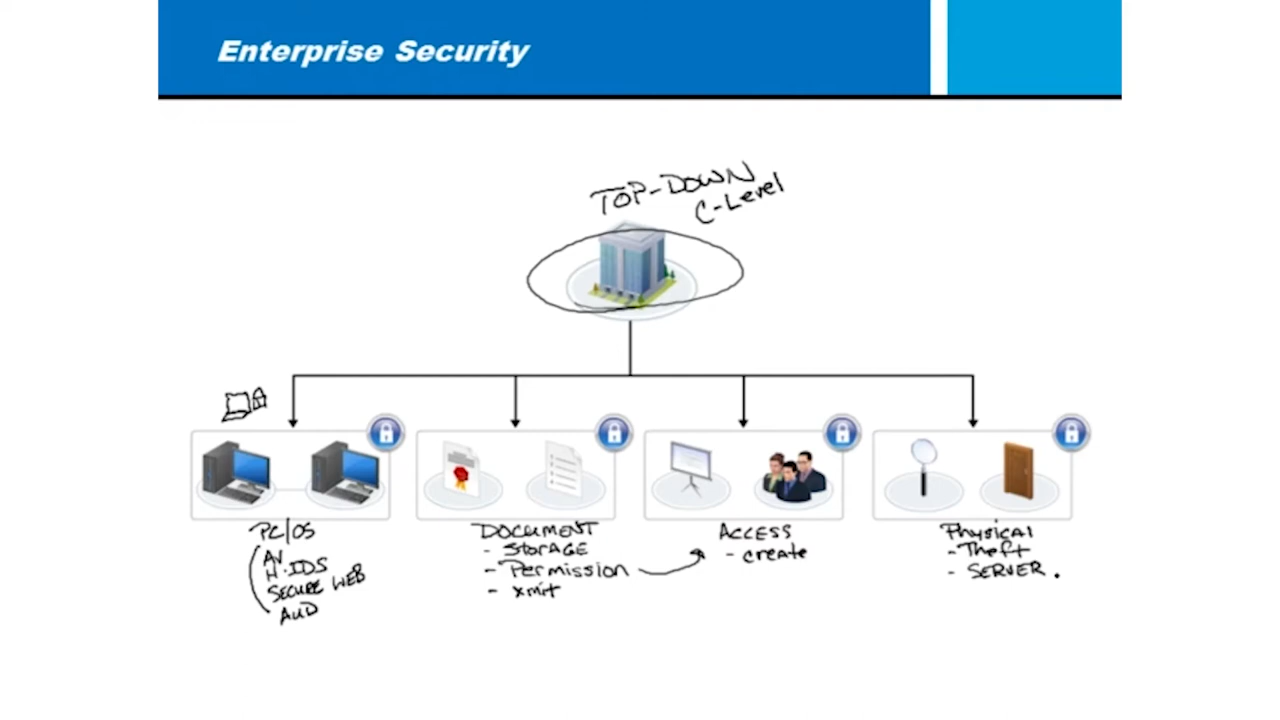 Enterprise Security
TOP-DOWN
C-Level
PC/OS
AV
H-IDS
SECURE WEB
AUD
DOCUMENT
- STORAGE
- PERMISSION
- xmit
ACCESS
- create
Physical
- Theft
- SERVER.